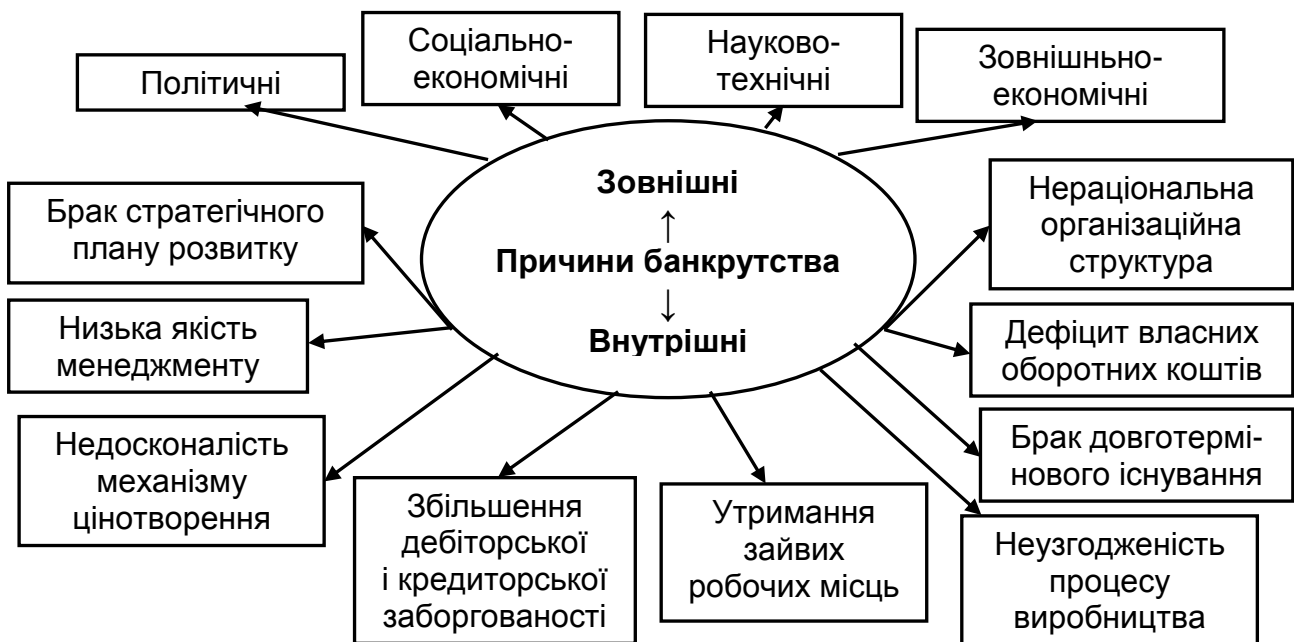 Політичні
Соціально-
економічні
Науково-
технічні
Зовнішньно-
економічні
Зовнішні
↑
Причини банкрутства
↓
Внутрішні
Брак стратегічного
плану розвитку
Низька якість
менеджменту
Недосконалість
механізму
цінотворення
Збільшення
дебіторської
і кредиторської
заборгованості
Утримання
зайвих
робочих місць
Нераціональна
організаційна
структура
Дефіцит власних
оборотних коштів
Брак довготермі-
нового існування
Неузгодженість
процесу
виробництва